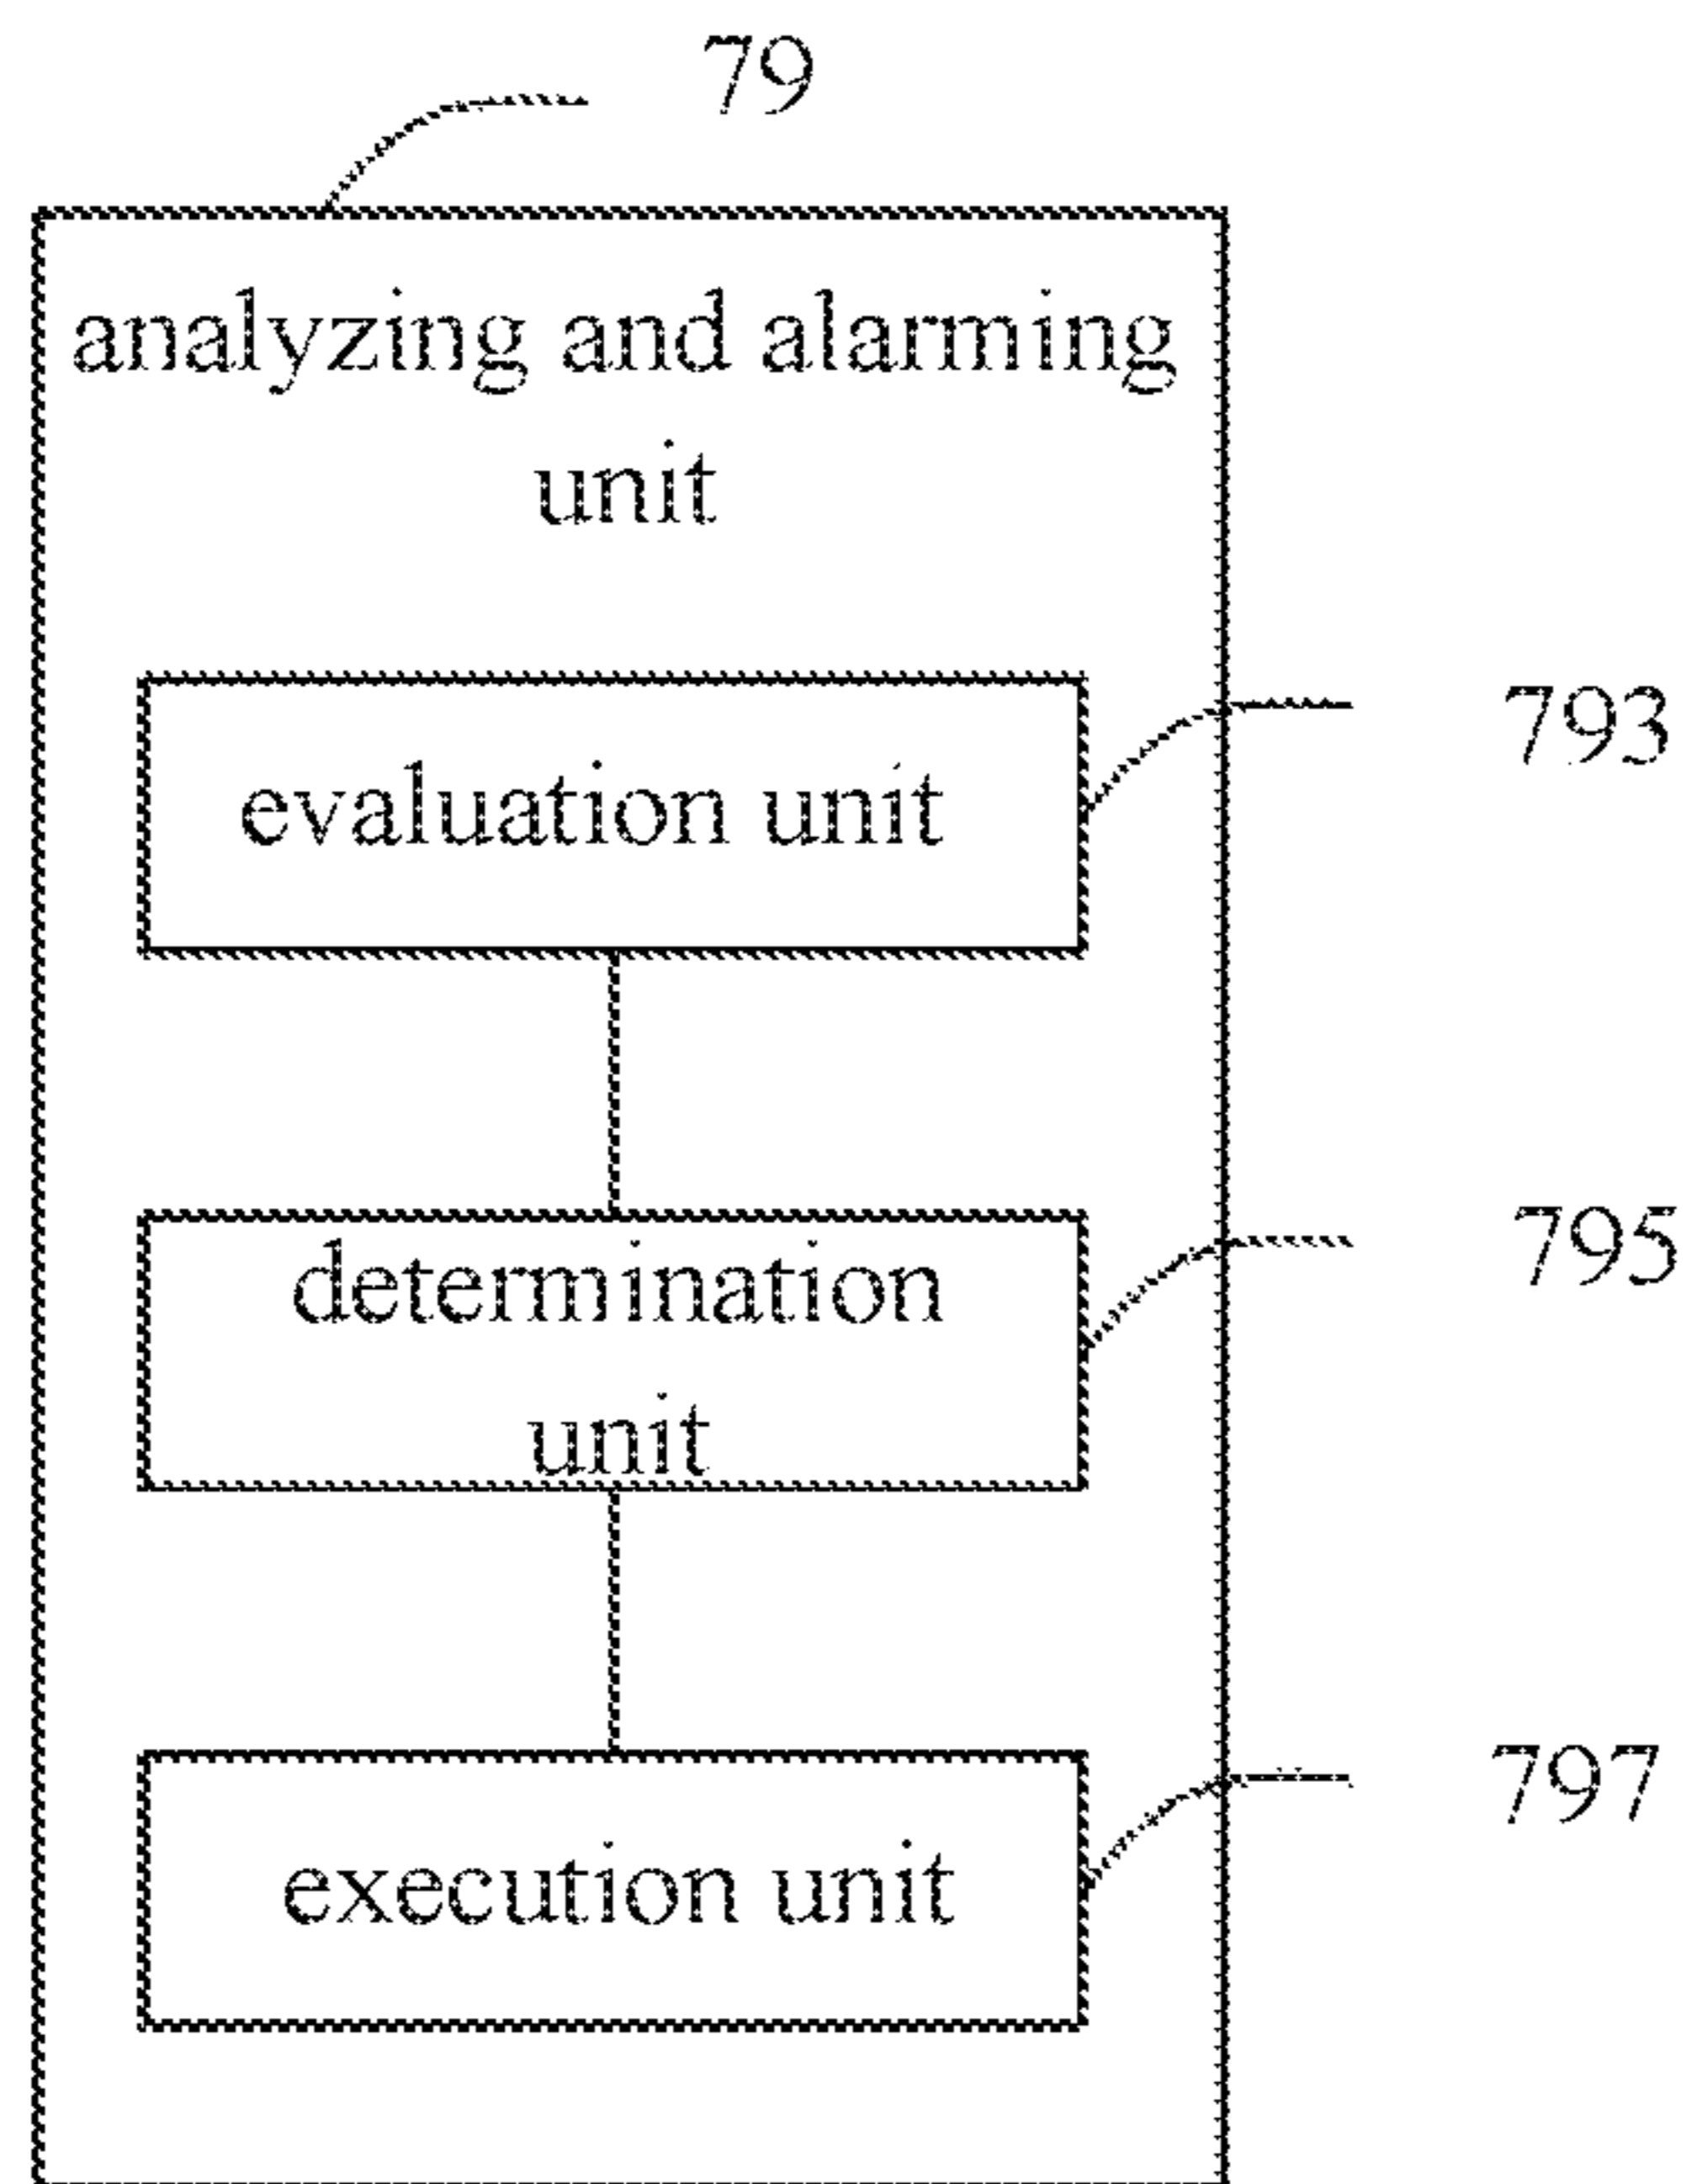 79
analyzing and alarming
unit
793
evaluation unit
795
determination
unit
797
execution unit